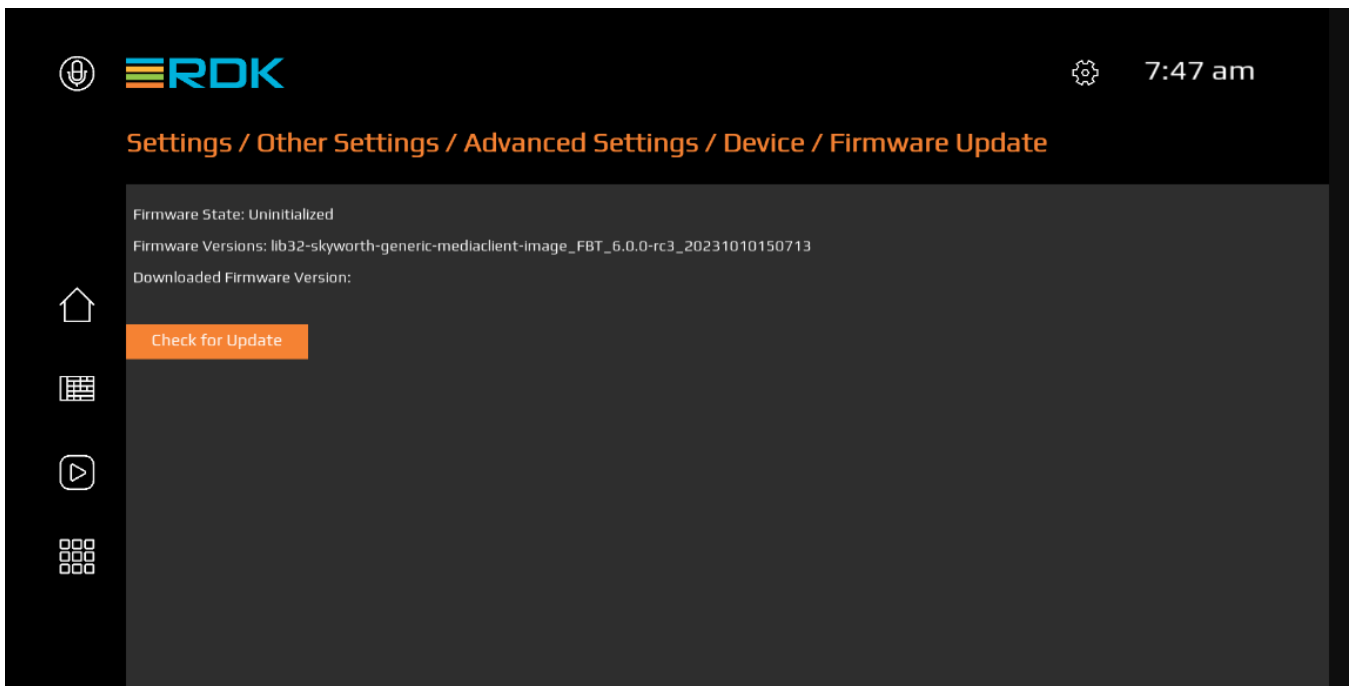 RDK
7:47 am
Settings / Other Settings / Advanced Settings / Device / Firmware Update
Firmware State: Uninitialized
Firmware Versions: lib32-skyworth-generic-mediaclient-image_FBT_6.0.0-rc3_20231010150713
Downloaded Firmware Version:
Check for Update